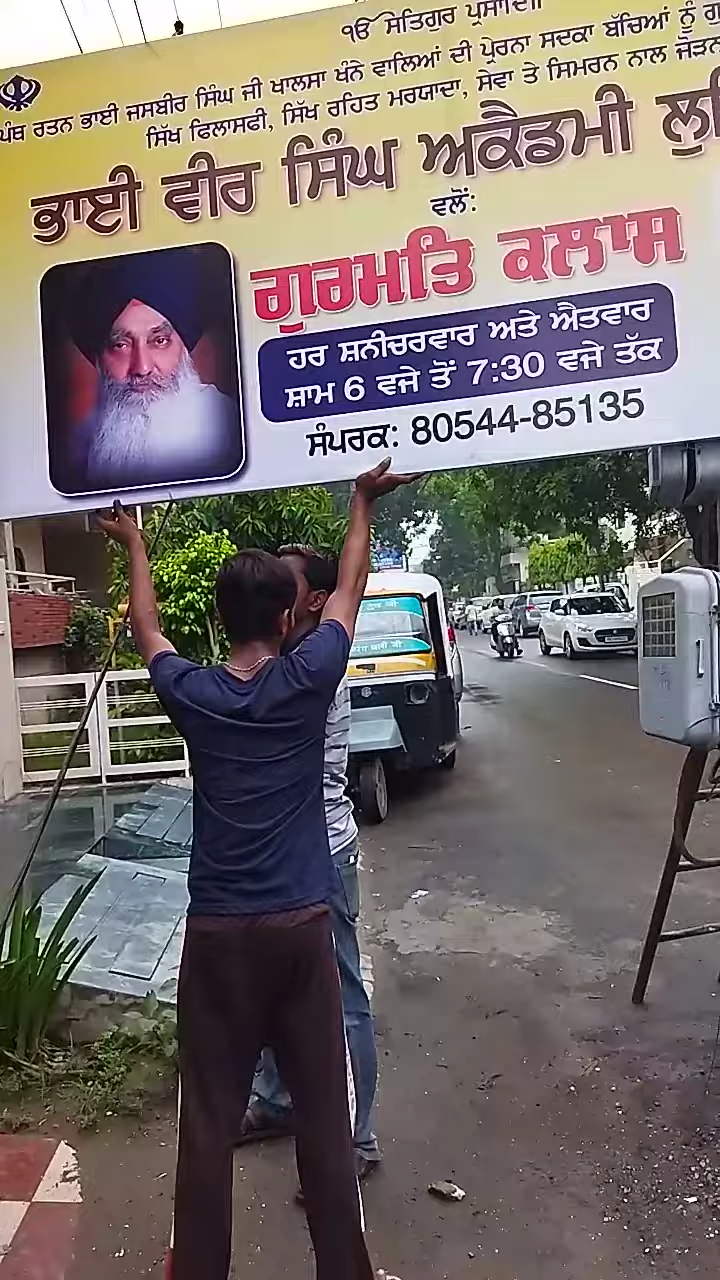 ੴ ਸਤਿਗੁਰ ਪ੍ਰਸਾਦਿ॥
ਪੰਥ ਰਤਨ ਭਾਈ ਜਸਬੀਰ ਸਿੰਘ ਜੀ ਖਾਲਸਾ ਖੰਨੇ ਵਾਲਿਆਂ ਦੀ ਪ੍ਰੇਰਨਾ ਸਦਕਾ ਬੱਚਿਆਂ ਨੂੰ
ਸਿੱਖ ਫਿਲਾਸਫੀ, ਸਿੱਖ ਰਹਿਤ ਮਰਯਾਦਾ, ਸੇਵਾ ਤੇ ਸਿਮਰਨ ਨਾਲ ਜੋੜਨ
ਭਾਈ ਵੀਰ ਸਿੰਘ ਅਕੈਡਮੀ
ਵਲੋਂ:
ਗੁਰਮਤਿ ਕਲਾਸ
ਹਰ ਸ਼ਨੀਚਰਵਾਰ ਅਤੇ ਐਤਵਾਰ
ਸ਼ਾਮ 6 ਵਜੇ ਤੋਂ 7:30 ਵਜੇ ਤੱਕ
ਸੰਪਰਕ: 80544-85135